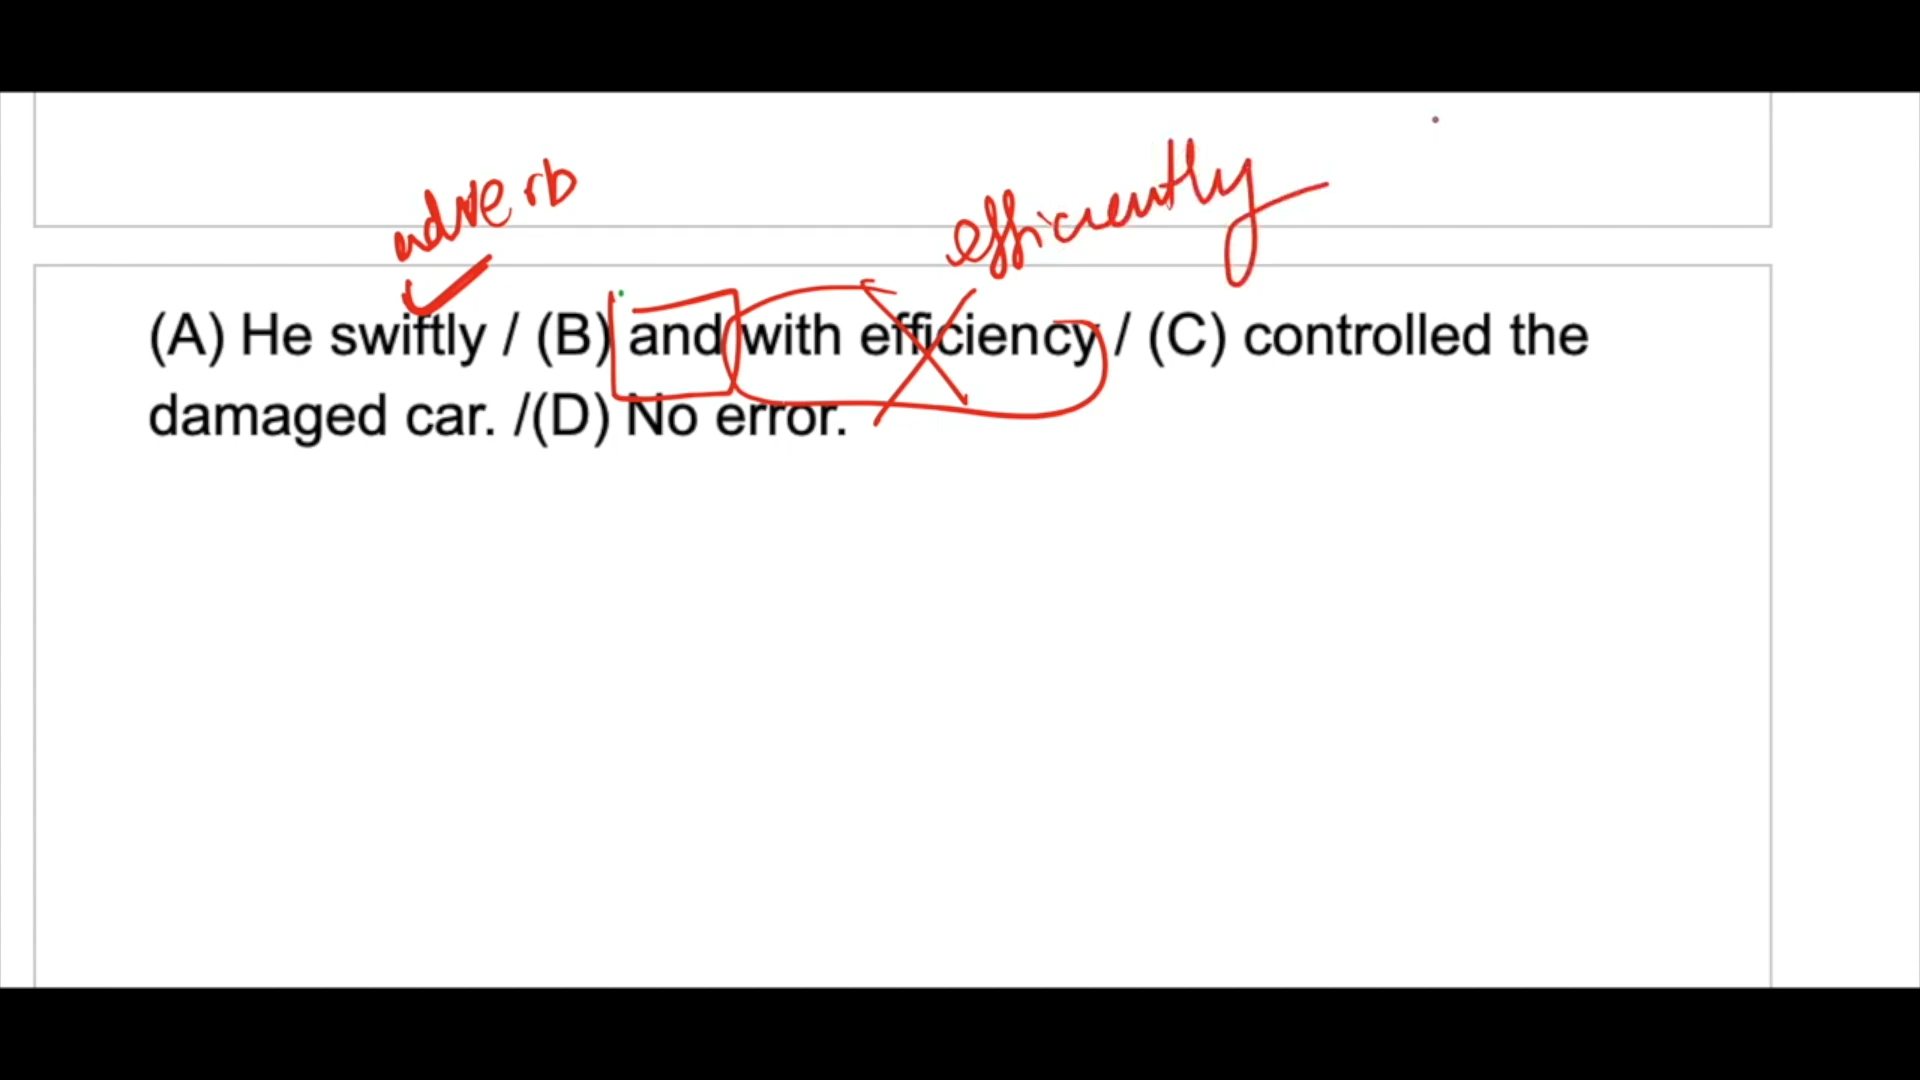 adverb
efficiently
(A) He swiftly / (B) and with efficiency / (C) controlled the
damaged car. /(D) No error.